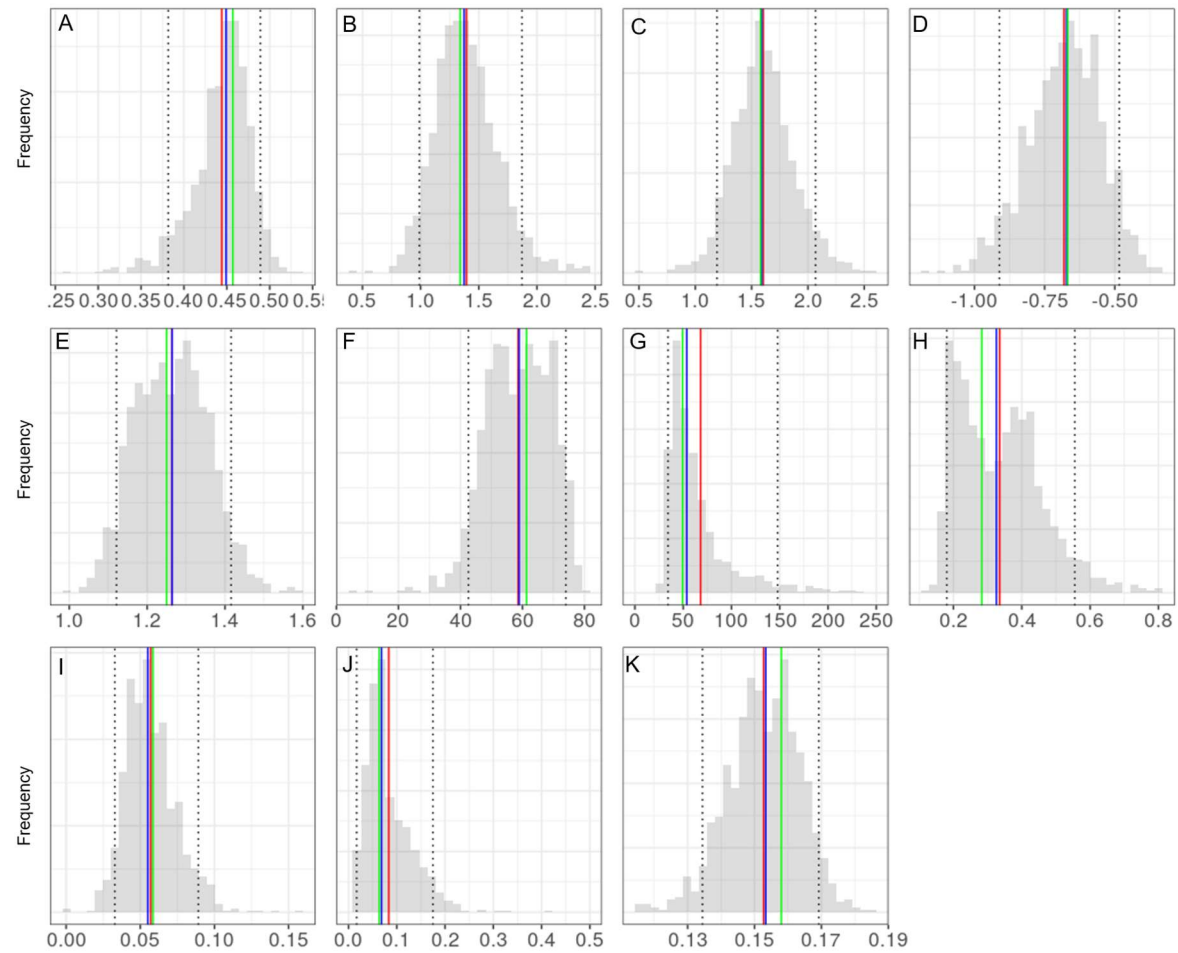 A B C D
Frequency
.25 0.30 0.35 0.40 0.45 0.50 0.55
0.5 1.0 1.5 2.0 2.5
0.5 1.0 1.5 2.0 2.5
-1.00 -0.75 -0.50
E F G H
Frequency
1.0 1.2 1.4 1.6
0 20 40 60 80
0 50 100 150 200 250
0.2 0.4 0.6 0.8
I J K
Frequency
0.00 0.05 0.10 0.15
0.0 0.1 0.2 0.3 0.4 0.5
0.13 0.15 0.17 0.19